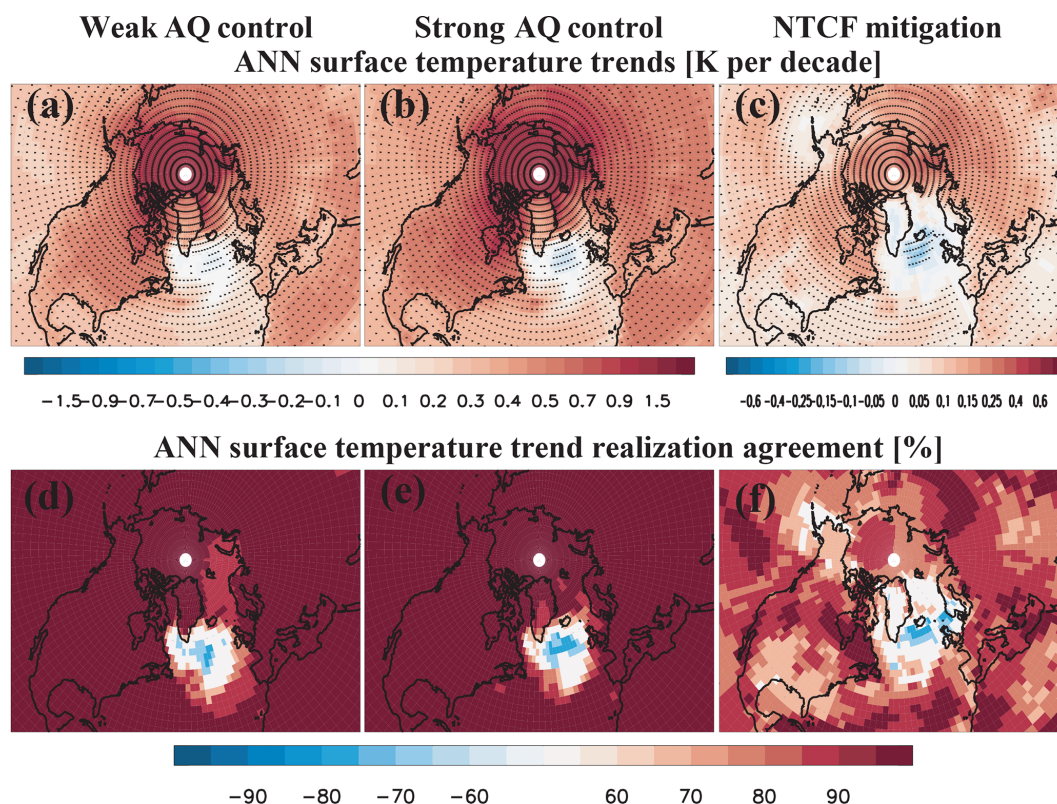 Weak AQ control Strong AQ control NTCF mitigation
ANN surface temperature trends [K per decade]
(a) (b) (c)
-1.5-0.9-0.7-0.5-0.4-0.3-0.2-0.1 0 0.1 0.2 0.3 0.4 0.5 0.7 0.9 1.5 -0.6 -0.4-0.25-0.15-0.1-0.05 0 0.05 0.1 0.15 0.25 0.4 0.6
ANN surface temperature trend realization agreement [%]
(d) (e) (f)
-90 -80 -70 -60 60 70 80 90